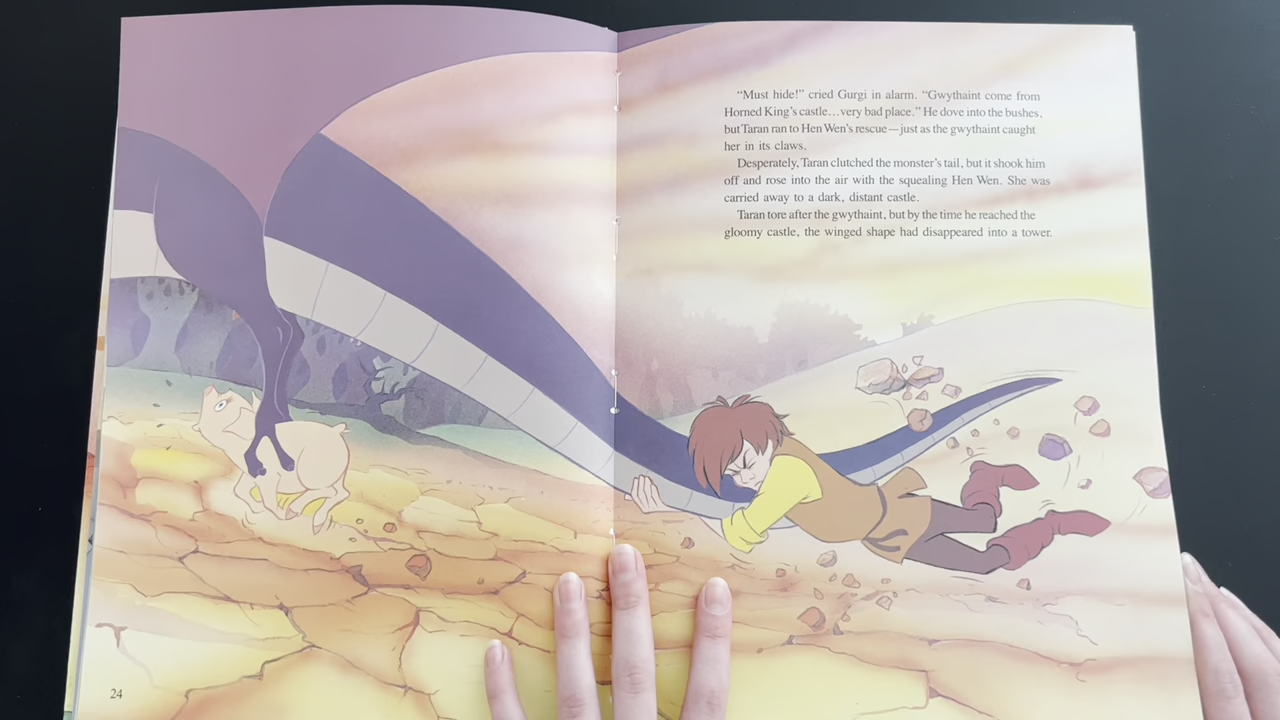 “Must hide!” cried Gurgi in alarm. “Gwythaint come from
Horned King’s castle...very bad place.” He dove into the bushes,
but Taran ran to Hen Wen’s rescue—just as the gwythaint caught
her in its claws.
Desperately, Taran clutched the monster’s tail, but it shook him
off and rose into the air with the squealing Hen Wen. She was
carried away to a dark, distant castle.
Taran tore after the gwythaint, but by the time he reached the
gloomy castle, the winged shape had disappeared into a tower.
24